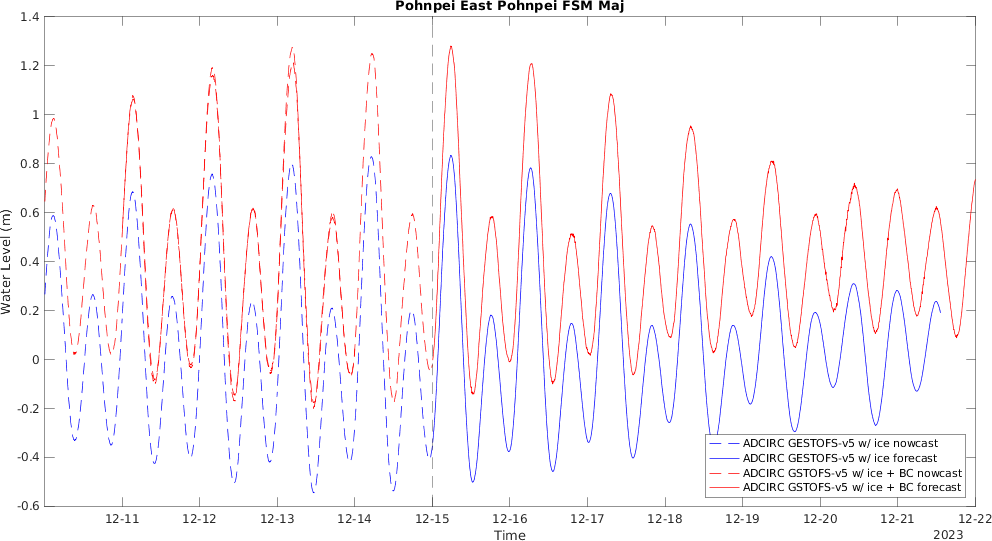 Pohnpei East Pohnpei FSM Maj
1.4
1.2
1
0.8
0.6
0.4
0.2
0
-0.2
-0.4
-0.6
Water Level (m)
ADCIRC GESTOFS-v5 w/ ice nowcast
ADCIRC GESTOFS-v5 w/ ice forecast
ADCIRC GSTOFS-v5 w/ ice + BC nowcast
ADCIRC GSTOFS-v5 w/ ice + BC forecast
12-11 12-12 12-13 12-14 12-15 12-16 12-17 12-18 12-19 12-20 12-21 12-22
Time
2023